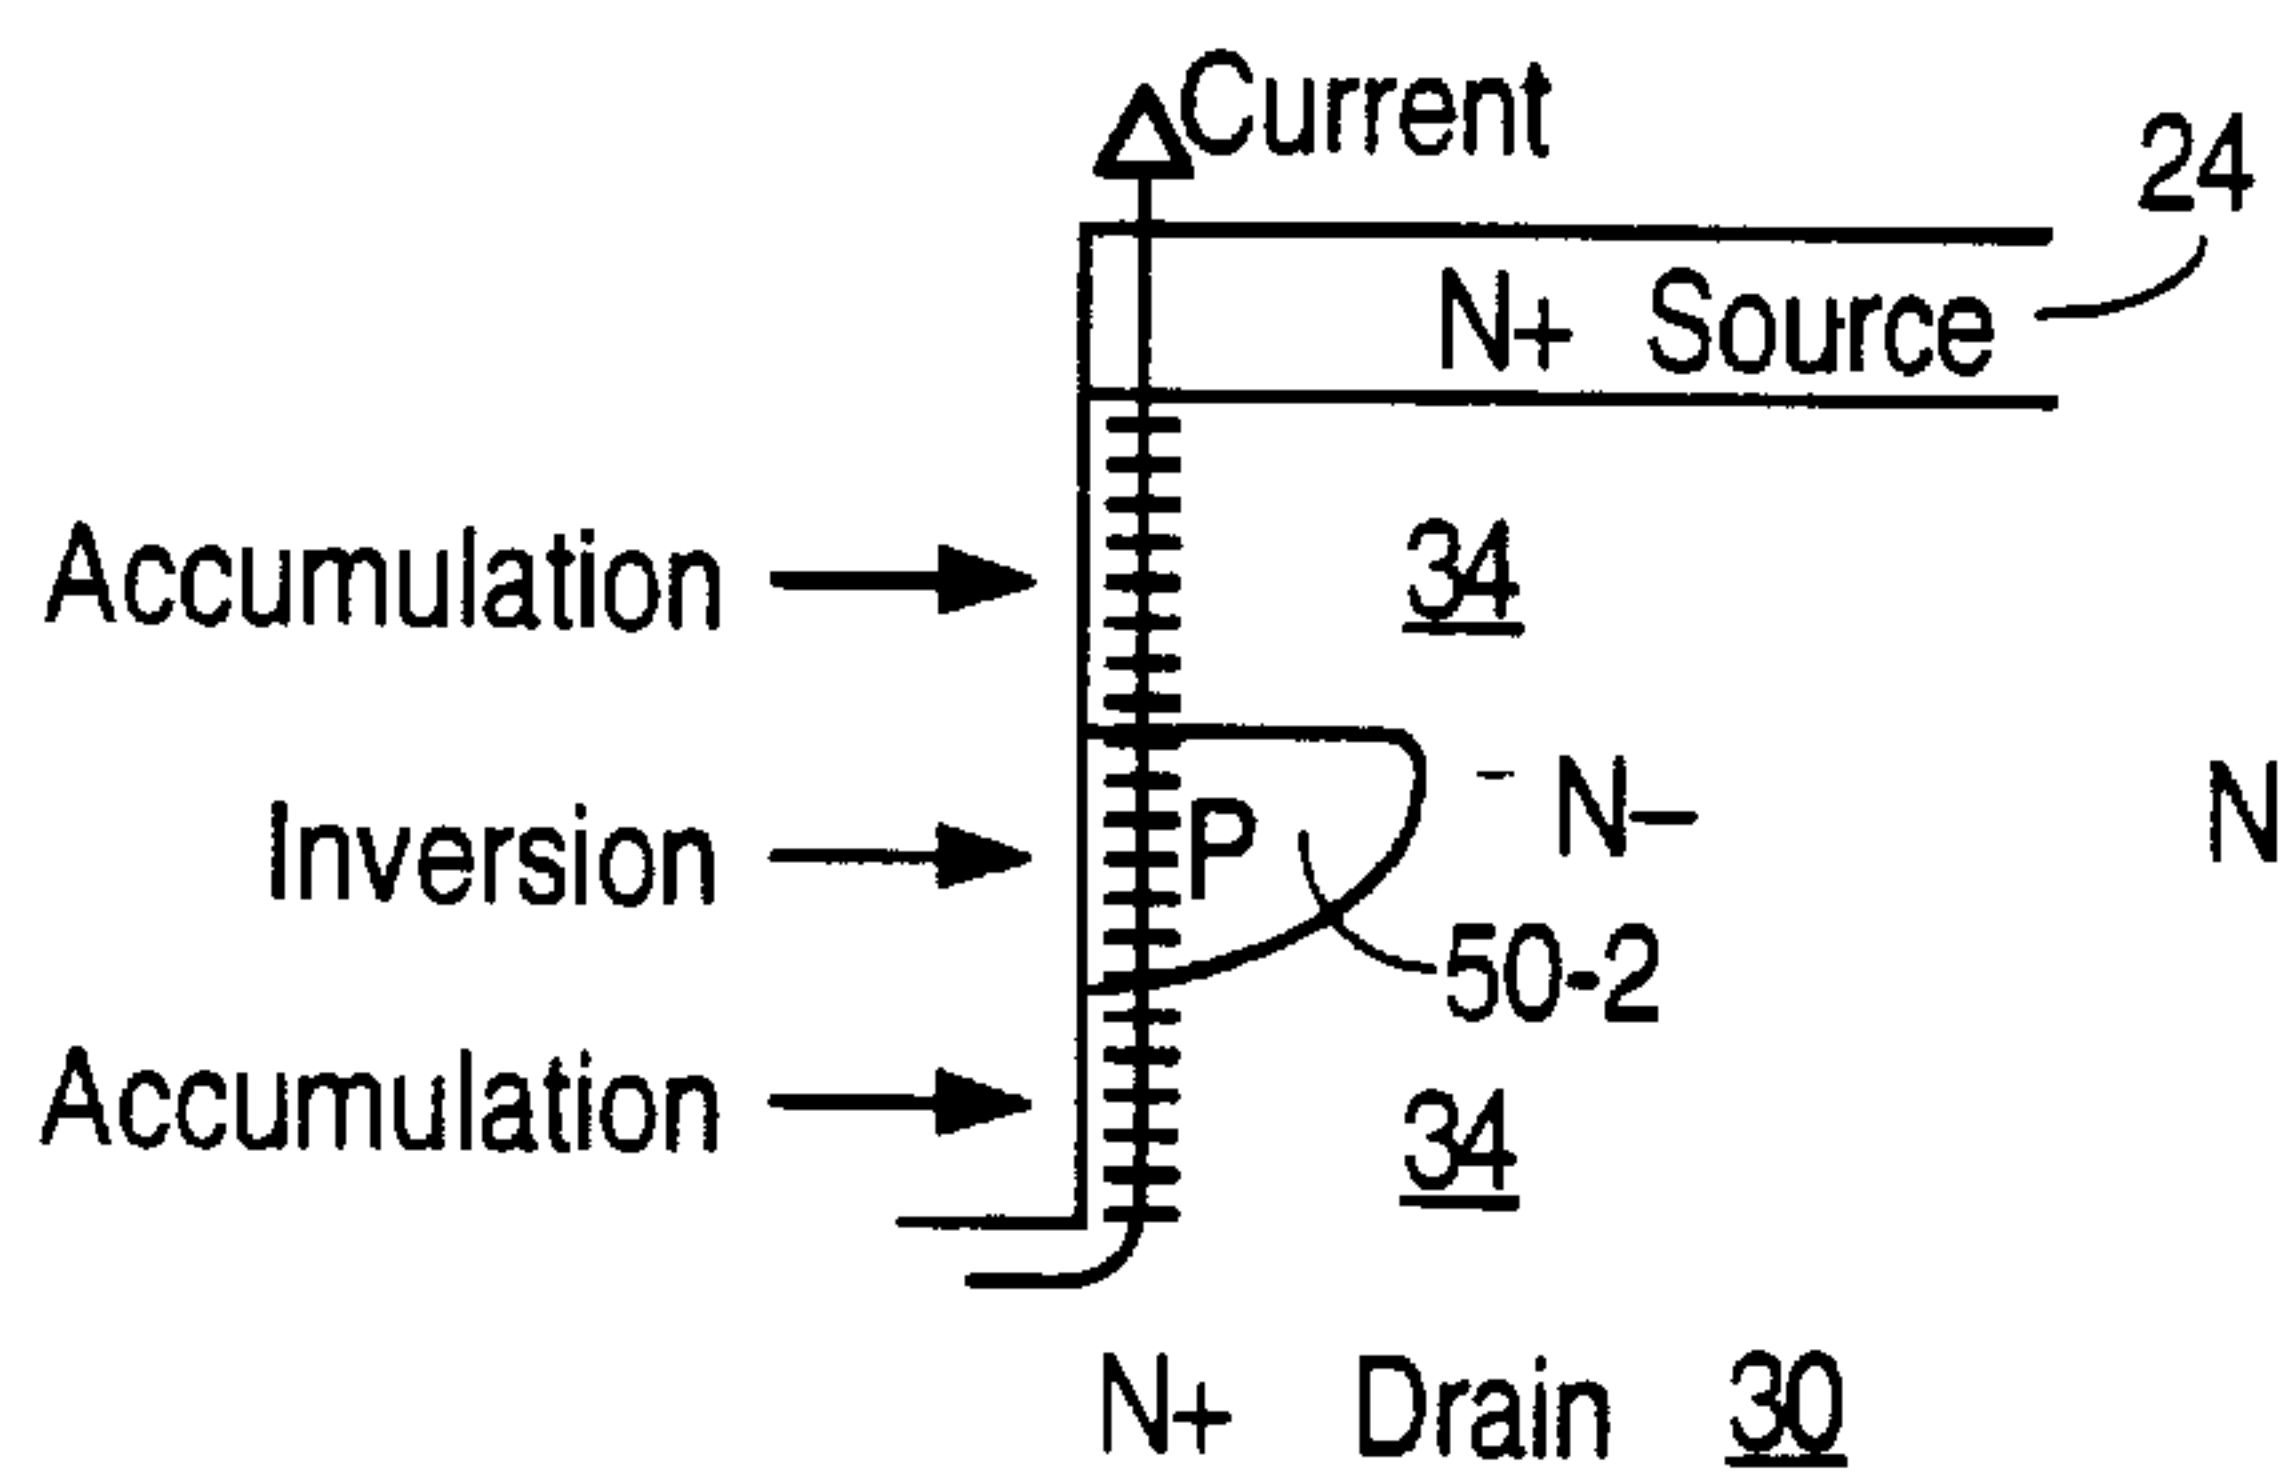 Current
24
N+ Source
Accumulation
34
Inversion
P
N–
N
50-2
Accumulation
34
N+ Drain 30